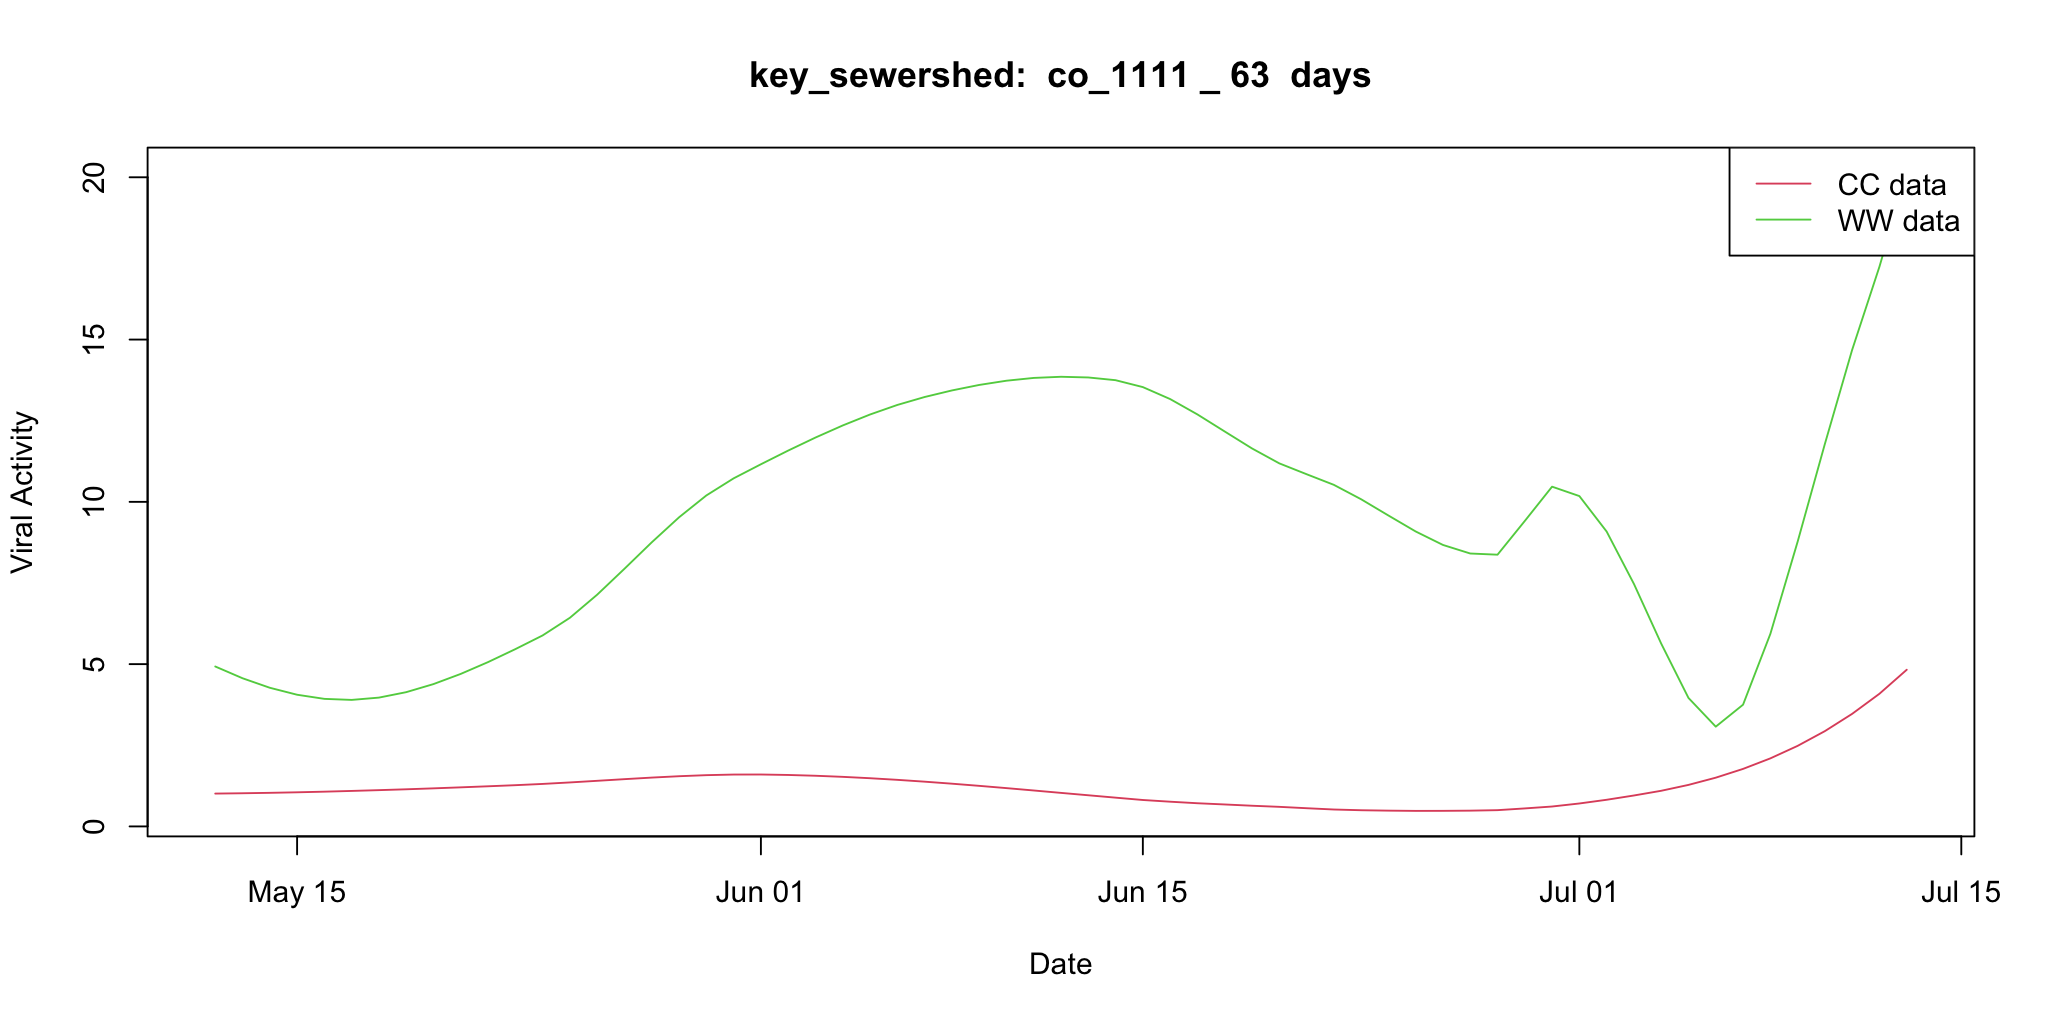 key_sewershed: co_1111 _ 63 days
CC data
WW data
Viral Activity
20
15
10
5
0
May 15
Jun 01
Jun 15
Jul 01
Jul 15
Date